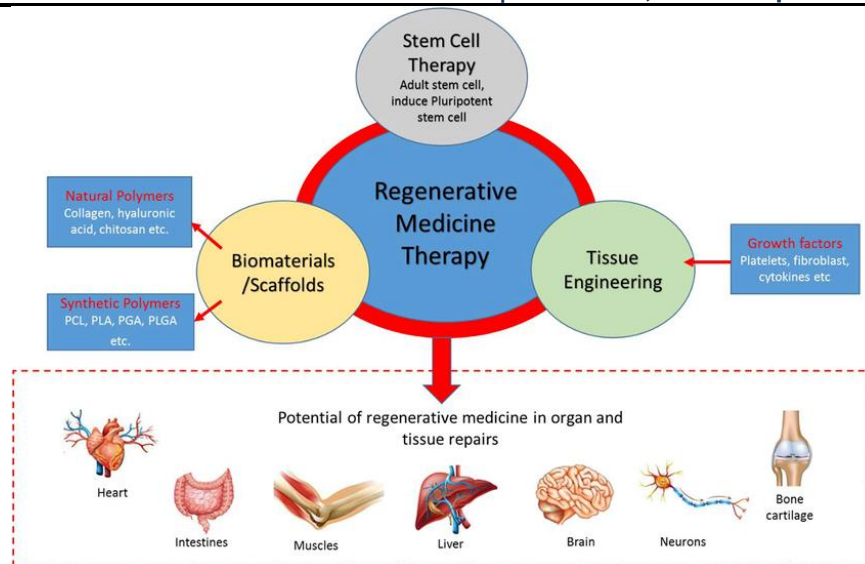 Stem Cell
Therapy
Adult stem cell,
induce Pluripotent
stem cell
Regenerative
Medicine
Therapy
Natural Polymers
Collagen, hyaluronic
acid, chitosan etc.
Biomaterials
/Scaffolds
Synthetic Polymers
PCL, PLA, PGA, PLGA
etc.
Tissue
Engineering
Growth factors
Platelets, fibroblast,
cytokines etc
Potential of regenerative medicine in organ and
tissue repairs
Heart
Intestines
Muscles
Liver
Brain
Neurons
Bone
cartilage